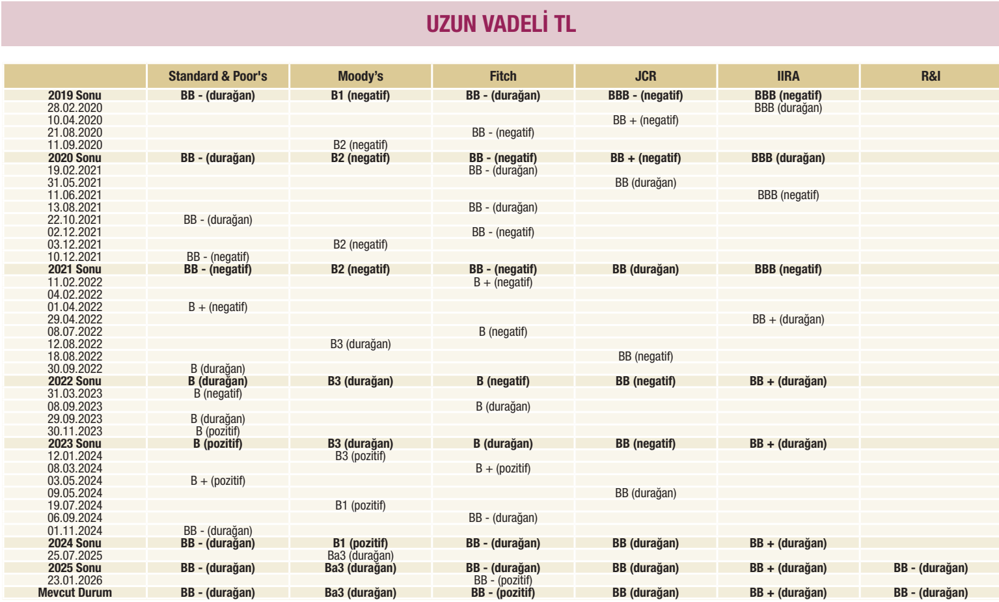 UZUN VADELİ TL
Standard & Poor's Moody’s Fitch JCR IIRA R&I
2019 Sonu BB - (durağan) B1 (negatif) BB - (durağan) BBB - (negatif) BBB (negatif)
28.02.2020 BBB (durağan)
10.04.2020 BB + (negatif)
21.08.2020 BB - (negatif)
11.09.2020 B2 (negatif)
2020 Sonu BB - (durağan) B2 (negatif) BB - (negatif) BB + (negatif) BBB (durağan)
19.02.2021 BB - (durağan)
31.05.2021 BB (durağan)
11.06.2021 BBB (negatif)
13.08.2021 BB - (durağan)
22.10.2021 BB - (durağan)
02.12.2021 BB - (negatif)
03.12.2021 B2 (negatif)
10.12.2021 BB - (negatif)
2021 Sonu BB - (negatif) B2 (negatif) BB - (negatif) BB (durağan) BBB (negatif)
11.02.2022 B + (negatif)
04.02.2022
01.04.2022 B + (negatif)
29.04.2022 BB + (durağan)
08.07.2022 B (negatif)
12.08.2022 B3 (durağan)
18.08.2022 BB (negatif)
30.09.2022 B (durağan)
2022 Sonu B (durağan) B3 (durağan) B (negatif) BB (negatif) BB + (durağan)
31.03.2023 B (negatif)
08.09.2023 B (durağan)
29.09.2023 B (durağan)
30.11.2023 B (pozitif)
2023 Sonu B (pozitif) B3 (durağan) B (durağan) BB (negatif) BB + (durağan)
12.01.2024 B3 (pozitif)
08.03.2024 B + (pozitif)
03.05.2024 B + (pozitif)
09.05.2024 BB (durağan)
19.07.2024 B1 (pozitif)
06.09.2024 BB - (durağan)
01.11.2024 BB - (durağan)
2024 Sonu BB - (durağan) B1 (pozitif) BB - (durağan) BB (durağan) BB + (durağan)
25.07.2025 Ba3 (durağan)
2025 Sonu BB - (durağan) Ba3 (durağan) BB - (durağan) BB (durağan) BB + (durağan) BB - (durağan)
23.01.2026 BB - (pozitif)
Mevcut Durum BB - (durağan) Ba3 (durağan) BB - (pozitif) BB (durağan) BB + (durağan) BB - (durağan)